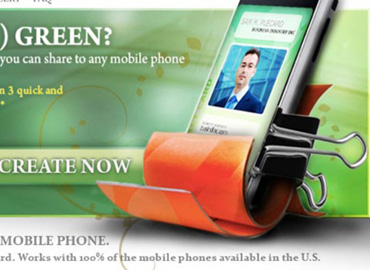 FAQ
) GREEN?
you can share to any mobile phone
n 3 quick and
*
CREATE NOW
MOBILE PHONE.
rd. Works with 100% of the mobile phones available in the U.S.